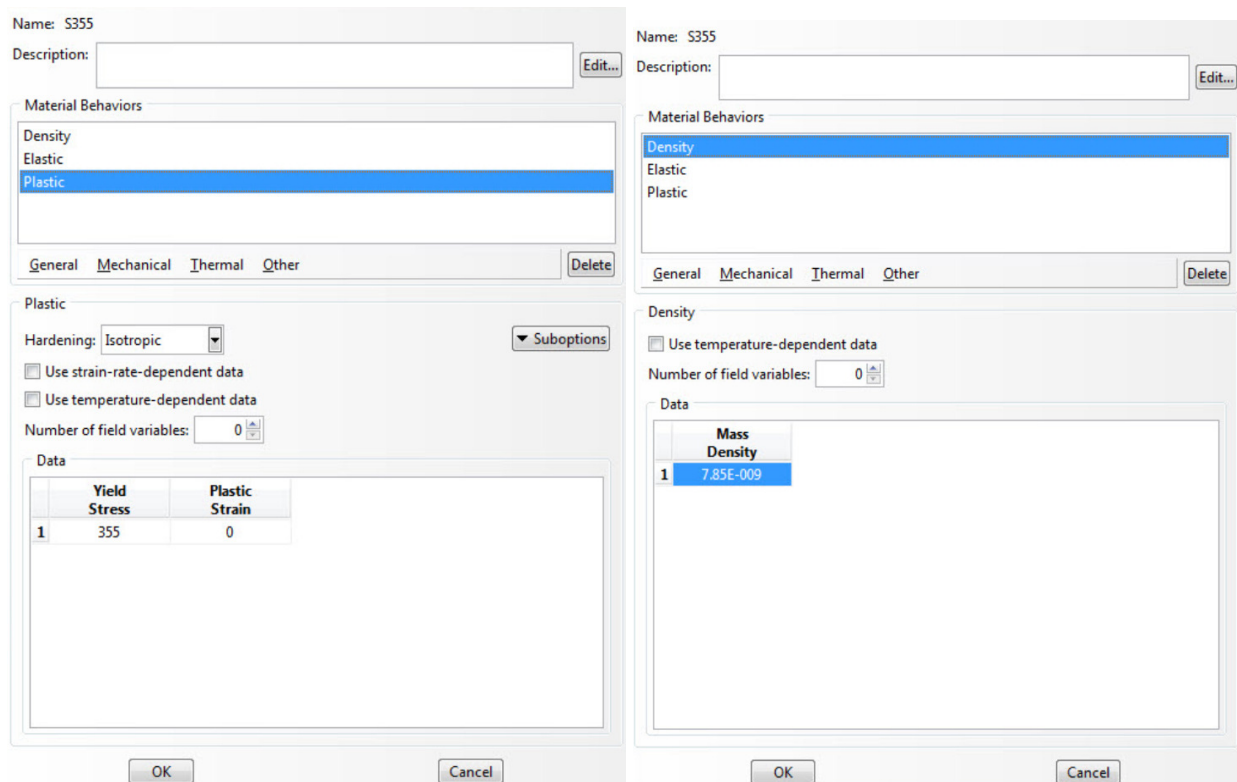 Name: S355
Description:
Edit...
Material Behaviors
Density
Elastic
Plastic
General Mechanical Thermal Other
Delete
Plastic
Hardening: Isotropic
Suboptions
Use strain-rate-dependent data
Use temperature-dependent data
Number of field variables: 0
Data
Yield Plastic
Stress Strain
1 355 0
OK Cancel
Name: S355
Description:
Edit...
Material Behaviors
Density
Elastic
Plastic
General Mechanical Thermal Other
Delete
Density
Use temperature-dependent data
Number of field variables: 0
Data
Mass
Density
1 7.85E-009
OK Cancel